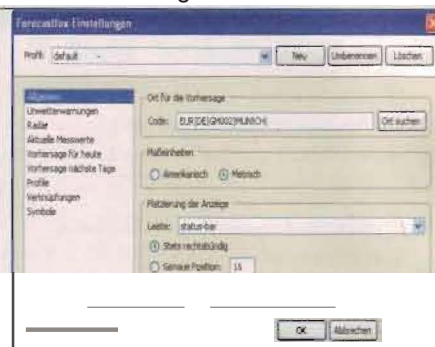 Forecastfox Einstellungen
Profil: default New Umbenennen Löschen
Allgemein
Unwetterwarnungen
Radar
Aktuelle Messwerte
Vorhersage für heute
Vorhersage nächste Tage
Profile
Verknüpfungen
Symbole
Ort für die Vorhersage
Code: EUR|DE|GM002|MUNICH| Ort suchen
Maßeinheiten
Amerikanisch Metrisch
Platzierung der Anzeige
Leiste: status-bar
Stets rechtsbündig
Genaue Position: 16
OK Abbrechen